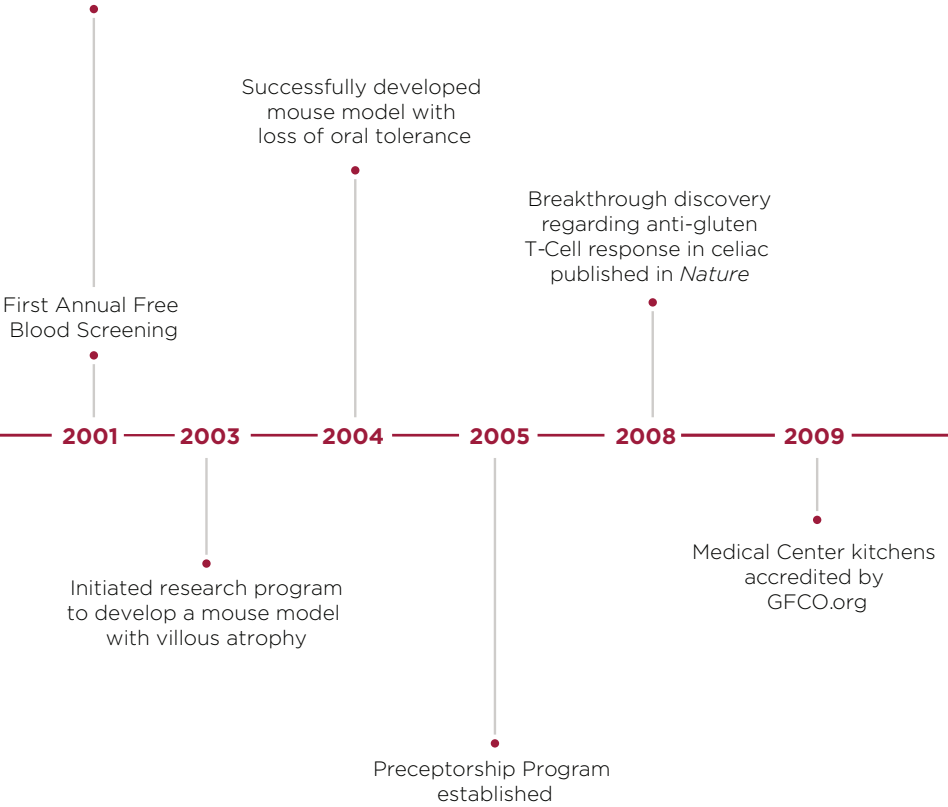 Successfully developed
mouse model with
loss of oral tolerance
Breakthrough discovery
regarding anti-gluten
T-Cell response in celiac
published in Nature
First Annual Free
Blood Screening
2001 2003 2004 2005 2008 2009
Medical Center kitchens
accredited by
GFCO.org
Initiated research program
to develop a mouse model
with villous atrophy
Preceptorship Program
established